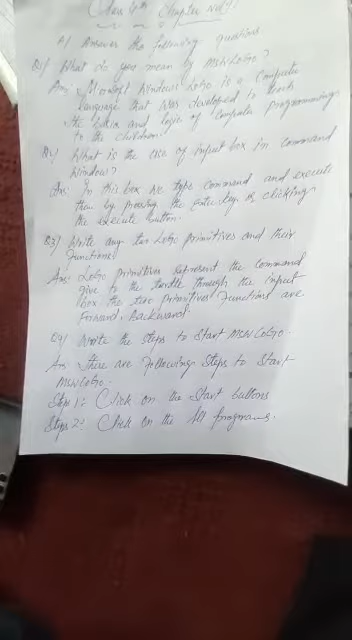 Class 4th Chapter No 4
A) Answer the following questions.
Q1) What do you mean by MSWLOGO?
Ans: Microsoft Windows Logo is a Computer
language that was developed to teach
the basics and logic of Computer programming
to the children.
Q2) What is the use of input box in command
Window?
Ans: In this box we type command and execute
them by pressing the Enter key or clicking
the Execute button.
Q3) Write any two Logo primitives and their
Functions.
Ans: Logo primitives represent the command
give to the turtle through the input
box the two primitives Functions are
Forward, Backward.
Q4) Write the steps to Start MSW LOGO.
Ans There are Following Steps to Start
MSWLOGO.
Step 1: Click on the Start buttons
Steps 2: Click on the All programs.